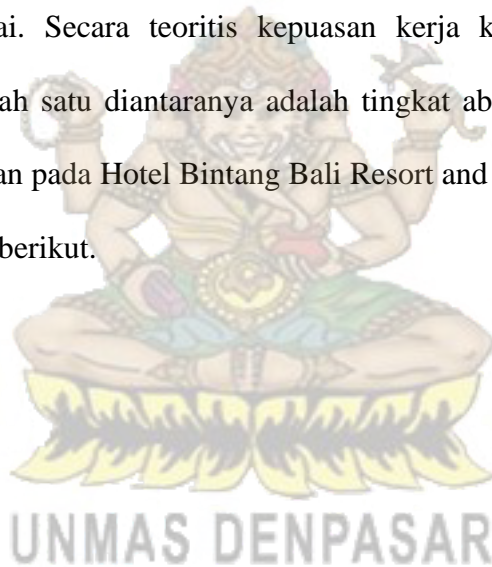 ai. Secara teoritis kepuasan kerja k
ah satu diantaranya adalah tingkat ab
an pada Hotel Bintang Bali Resort and
berikut.
UNMAS DENPASAR